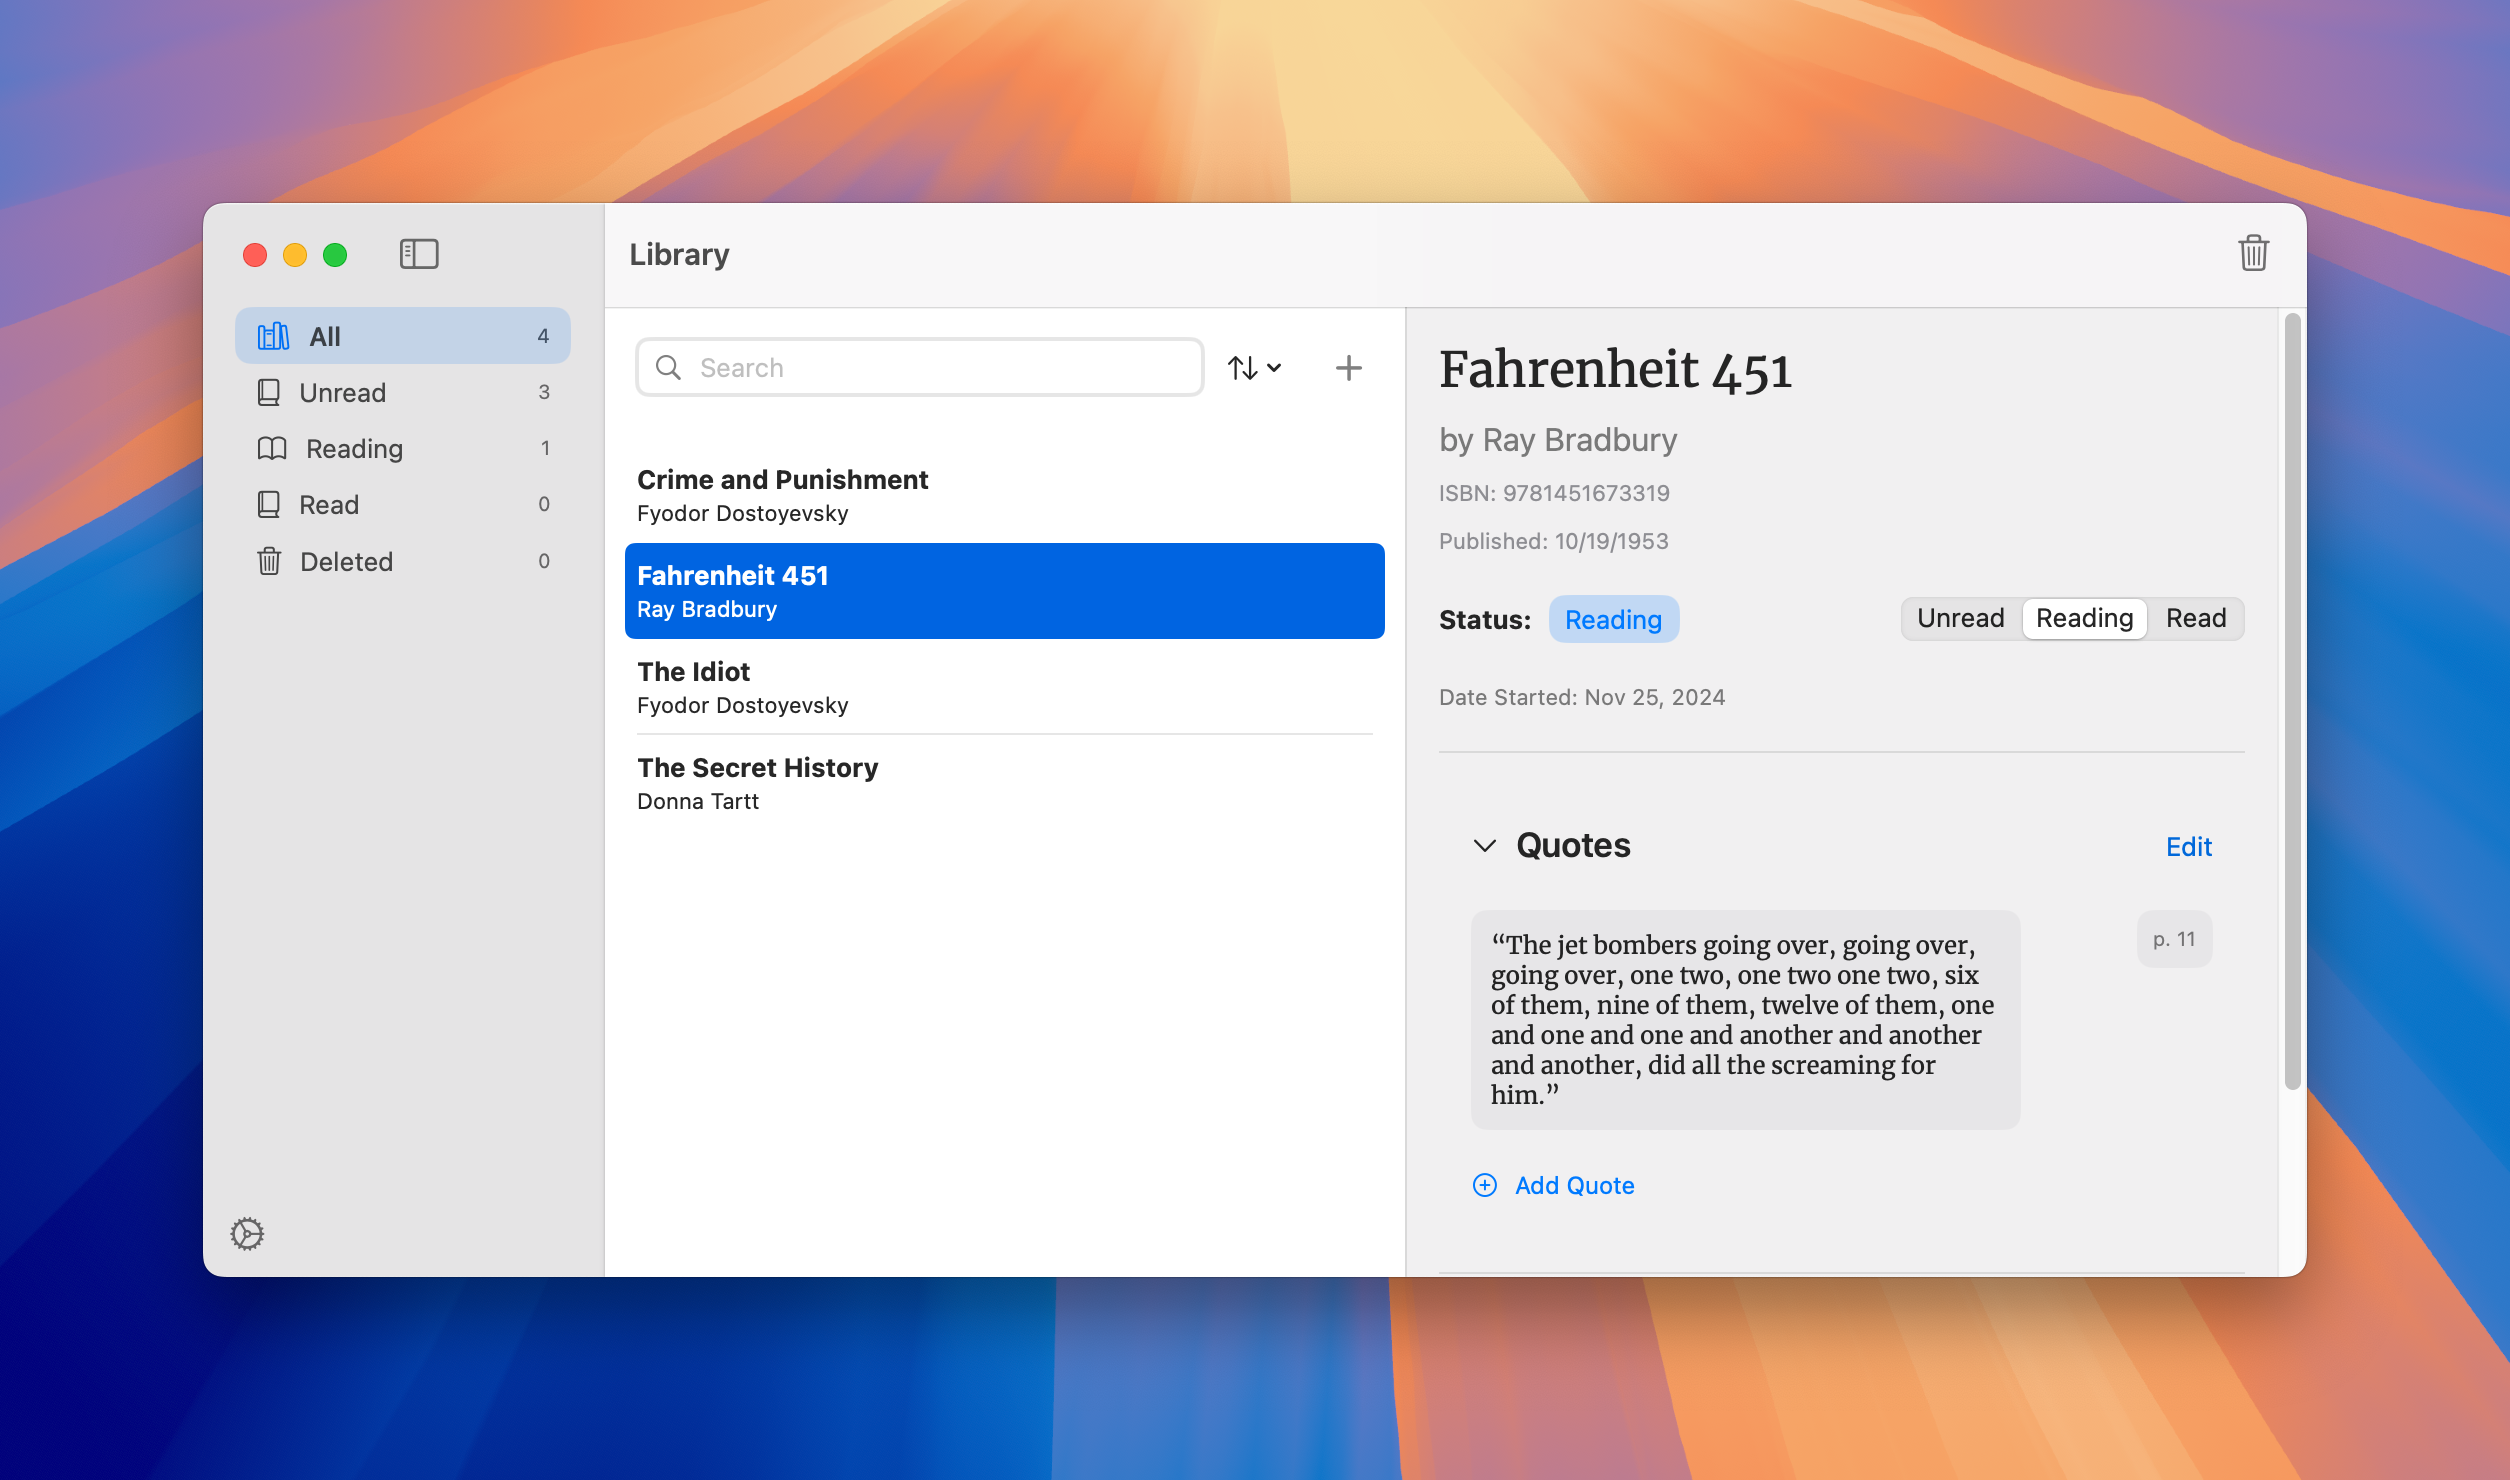 Library
All 4
Unread 3
Reading 1
Read 0
Deleted 0
Search
Crime and Punishment
Fyodor Dostoyevsky
Fahrenheit 451
Ray Bradbury
The Idiot
Fyodor Dostoyevsky
The Secret History
Donna Tartt
Fahrenheit 451
by Ray Bradbury
ISBN: 9781451673319
Published: 10/19/1953
Status: Reading Unread Reading Read
Date Started: Nov 25, 2024
Quotes Edit
“The jet bombers going over, going over, p. 11
going over, one two, one two one two, six
of them, nine of them, twelve of them, one
and one and one and another and another
and another, did all the screaming for
him.”
Add Quote